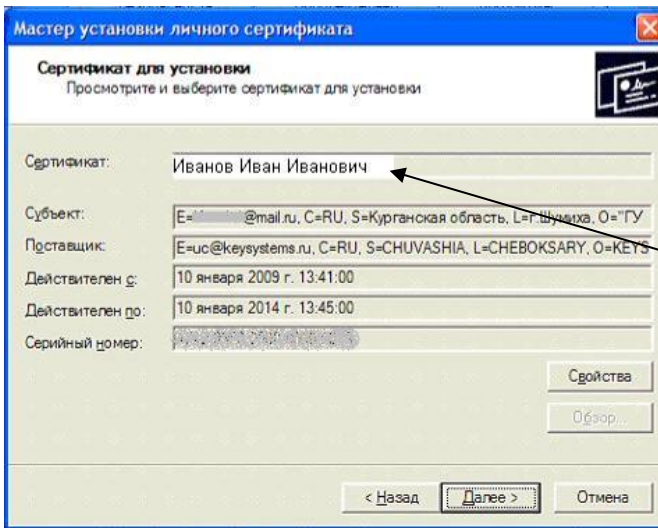 Мастер установки личного сертификата
Сертификат для установки
Просмотрите и выберите сертификат для установки
Сертификат: Иванов Иван Иванович
Субъект: E= @mail.ru, C=RU, S=Курганская область, L=г.Шумиха, O="ГУ
Поставщик: E=uc@keysystems.ru, C=RU, S=CHUVASHIA, L=CHEBOKSARY, O=KEYS
Действителен с: 10 января 2009 г. 13:41:00
Действителен по: 10 января 2014 г. 13:45:00
Серийный номер:
Свойства
Обзор...
< Назад Далее > Отмена